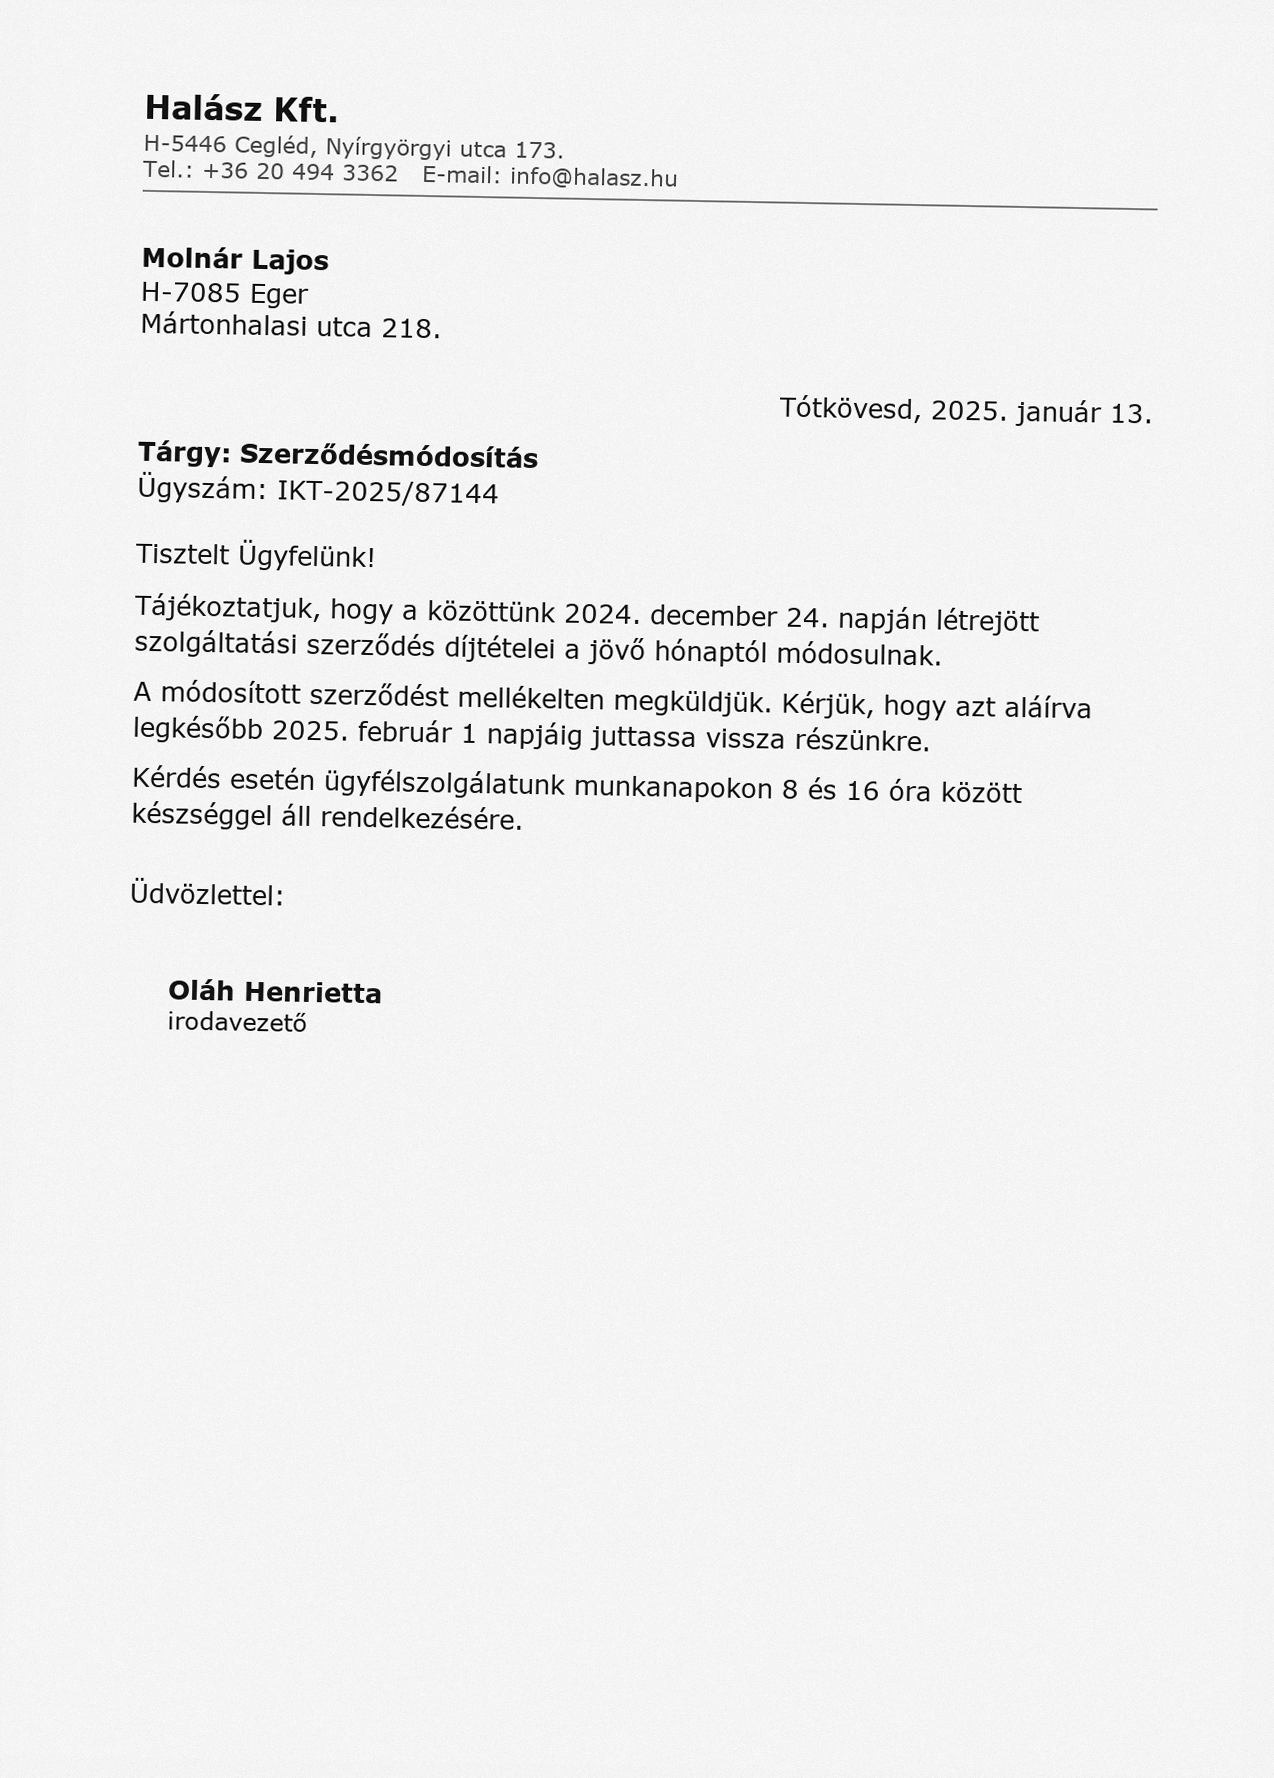 Halász Kft.
H-5446 Cegléd, Nyírgyörgyi utca 173.
Tel.: +36 20 494 3362 E-mail: info@halasz.hu
Molnár Lajos
H-7085 Eger
Mártonhalasi utca 218.
Tótkövesd, 2025. január 13.
Tárgy: Szerződésmódosítás
Ügyszám: IKT-2025/87144
Tisztelt Ügyfelünk!
Tájékoztatjuk, hogy a közöttünk 2024. december 24. napján létrejött
szolgáltatási szerződés díjtételei a jövő hónaptól módosulnak.
A módosított szerződést mellékelten megküldjük. Kérjük, hogy azt aláírva
legkésőbb 2025. február 1 napjáig juttassa vissza részünkre.
Kérdés esetén ügyfélszolgálatunk munkanapokon 8 és 16 óra között
készséggel áll rendelkezésére.
Üdvözlettel:
Oláh Henrietta
irodavezető